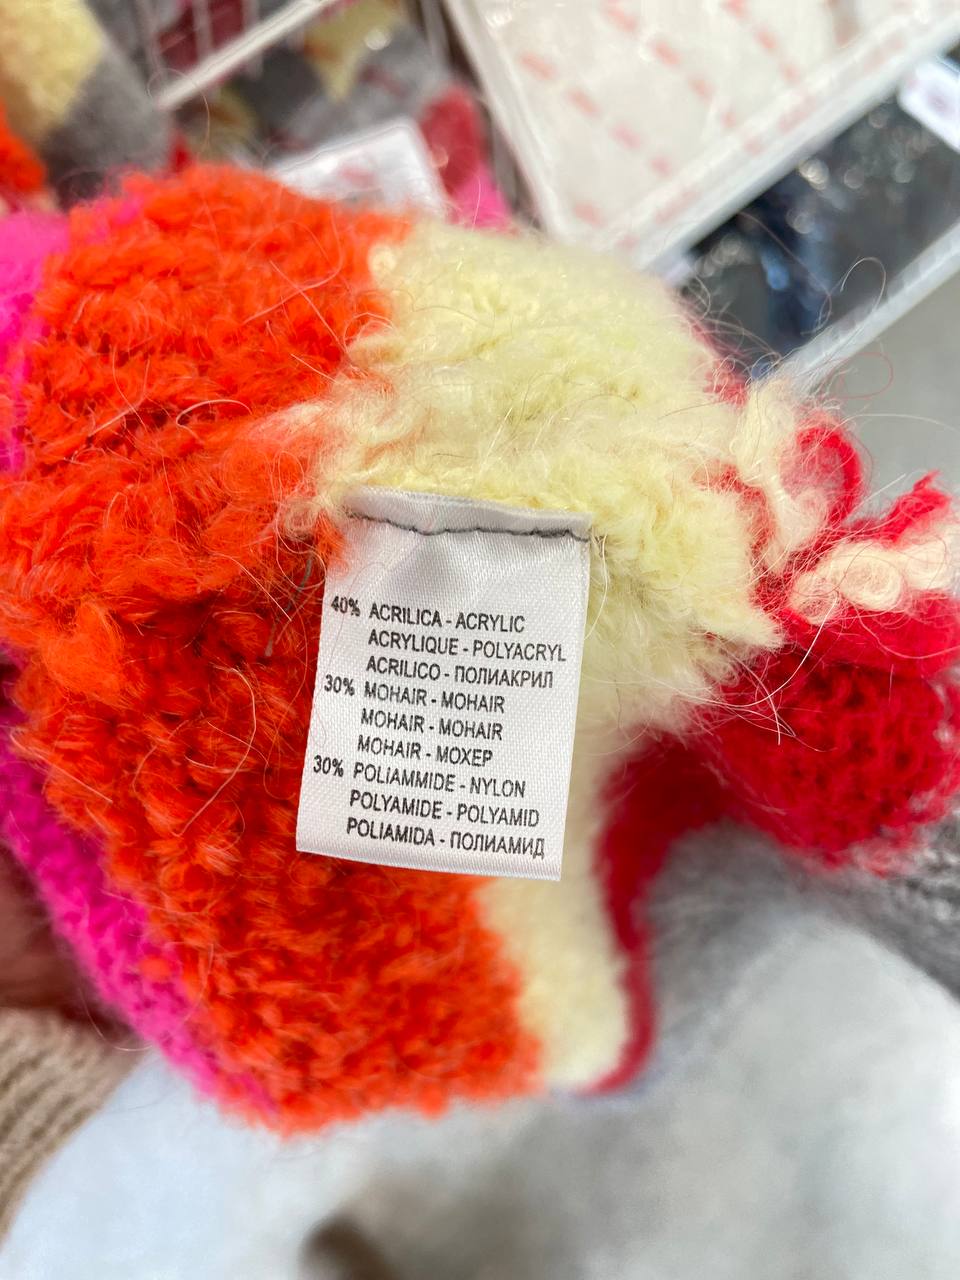 40% ACRILICA - ACRYLIC
ACRYLIQUE - POLYACRYL
ACRILICO - ПОЛИАКРИЛ
30% MOHAIR - MOHAIR
MOHAIR - MOHAIR
MOHAIR - МОХЕР
30% POLIAMMIDE - NYLON
POLYAMIDE - POLYAMID
POLIAMIDA - ПОЛИАМИД